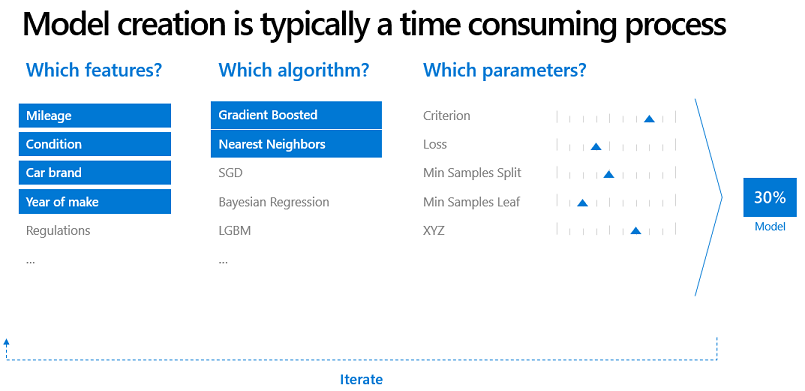 Model creation is typically a time consuming process
Which features?
Mileage
Condition
Car brand
Year of make
Regulations
...
Which algorithm?
Gradient Boosted
Nearest Neighbors
SGD
Bayesian Regression
LGBM
...
Which parameters?
Criterion
Loss
Min Samples Split
Min Samples Leaf
XYZ
30%
Model
Iterate